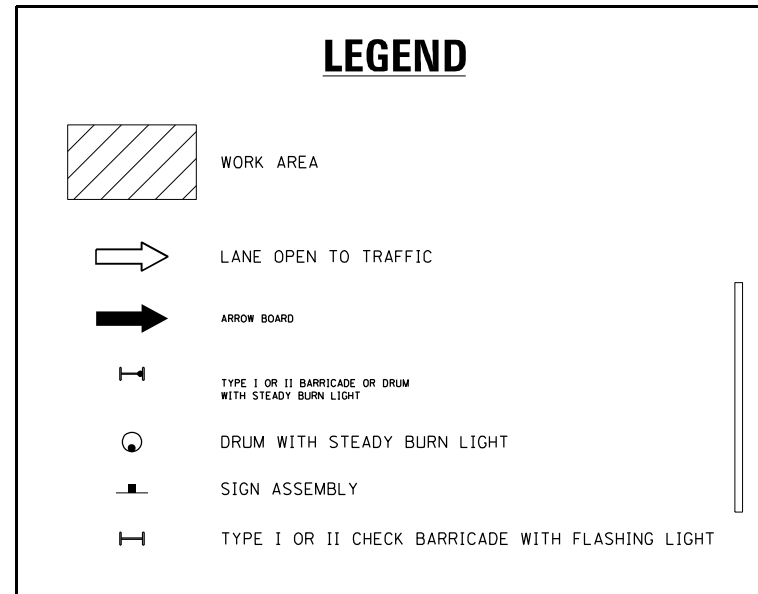 LEGEND
WORK AREA
LANE OPEN TO TRAFFIC
ARROW BOARD
TYPE I OR II BARRICADE OR DRUM
WITH STEADY BURN LIGHT
DRUM WITH STEADY BURN LIGHT
SIGN ASSEMBLY
TYPE I OR II CHECK BARRICADE WITH FLASHING LIGHT